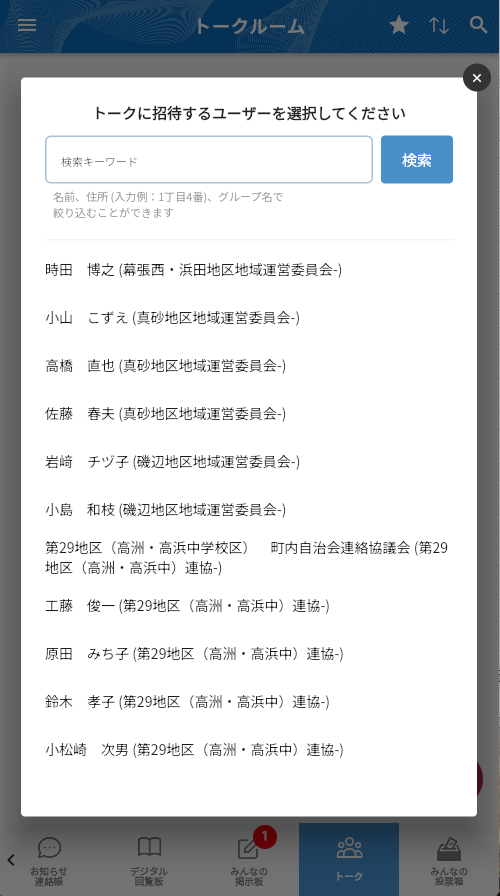 トークルーム
トークに招待するユーザーを選択してください
検索キーワード
検索
名前、住所 (入力例：1丁目4番)、グループ名で
絞り込むことができます
時田　博之 (幕張西・浜田地区地域運営委員会-)
小山　こずえ (真砂地区地域運営委員会-)
高橋　直也 (真砂地区地域運営委員会-)
佐藤　春夫 (真砂地区地域運営委員会-)
岩﨑　チヅ子 (磯辺地区地域運営委員会-)
小島　和枝 (磯辺地区地域運営委員会-)
第29地区（高洲・高浜中学校区）　町内自治会連絡協議会 (第29
地区（高洲・高浜中）連協-)
工藤　俊一 (第29地区（高洲・高浜中）連協-)
原田　みち子 (第29地区（高洲・高浜中）連協-)
鈴木　孝子 (第29地区（高洲・高浜中）連協-)
小松崎　次男 (第29地区（高洲・高浜中）連協-)
1
お知らせ
連絡帳
デジタル
回覧板
みんなの
掲示板
トーク
みんなの
投票箱